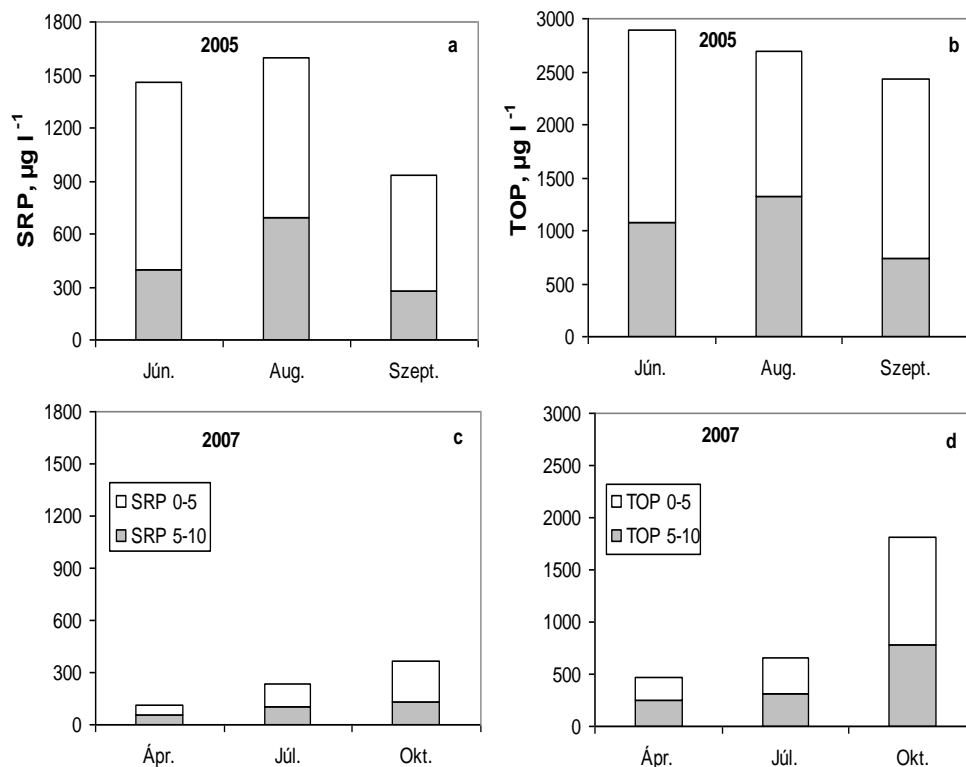 2005
a
SRP, µg l⁻¹
1800
1500
1200
900
600
300
0
Jún. Aug. Szept.
2005
b
TOP, µg l⁻¹
3000
2500
2000
1500
1000
500
0
Jún. Aug. Szept.
2007
c
1800
1500
1200
900
600
300
0
SRP 0-5
SRP 5-10
Ápr. Júl. Okt.
2007
d
3000
2500
2000
1500
1000
500
0
TOP 0-5
TOP 5-10
Ápr. Júl. Okt.